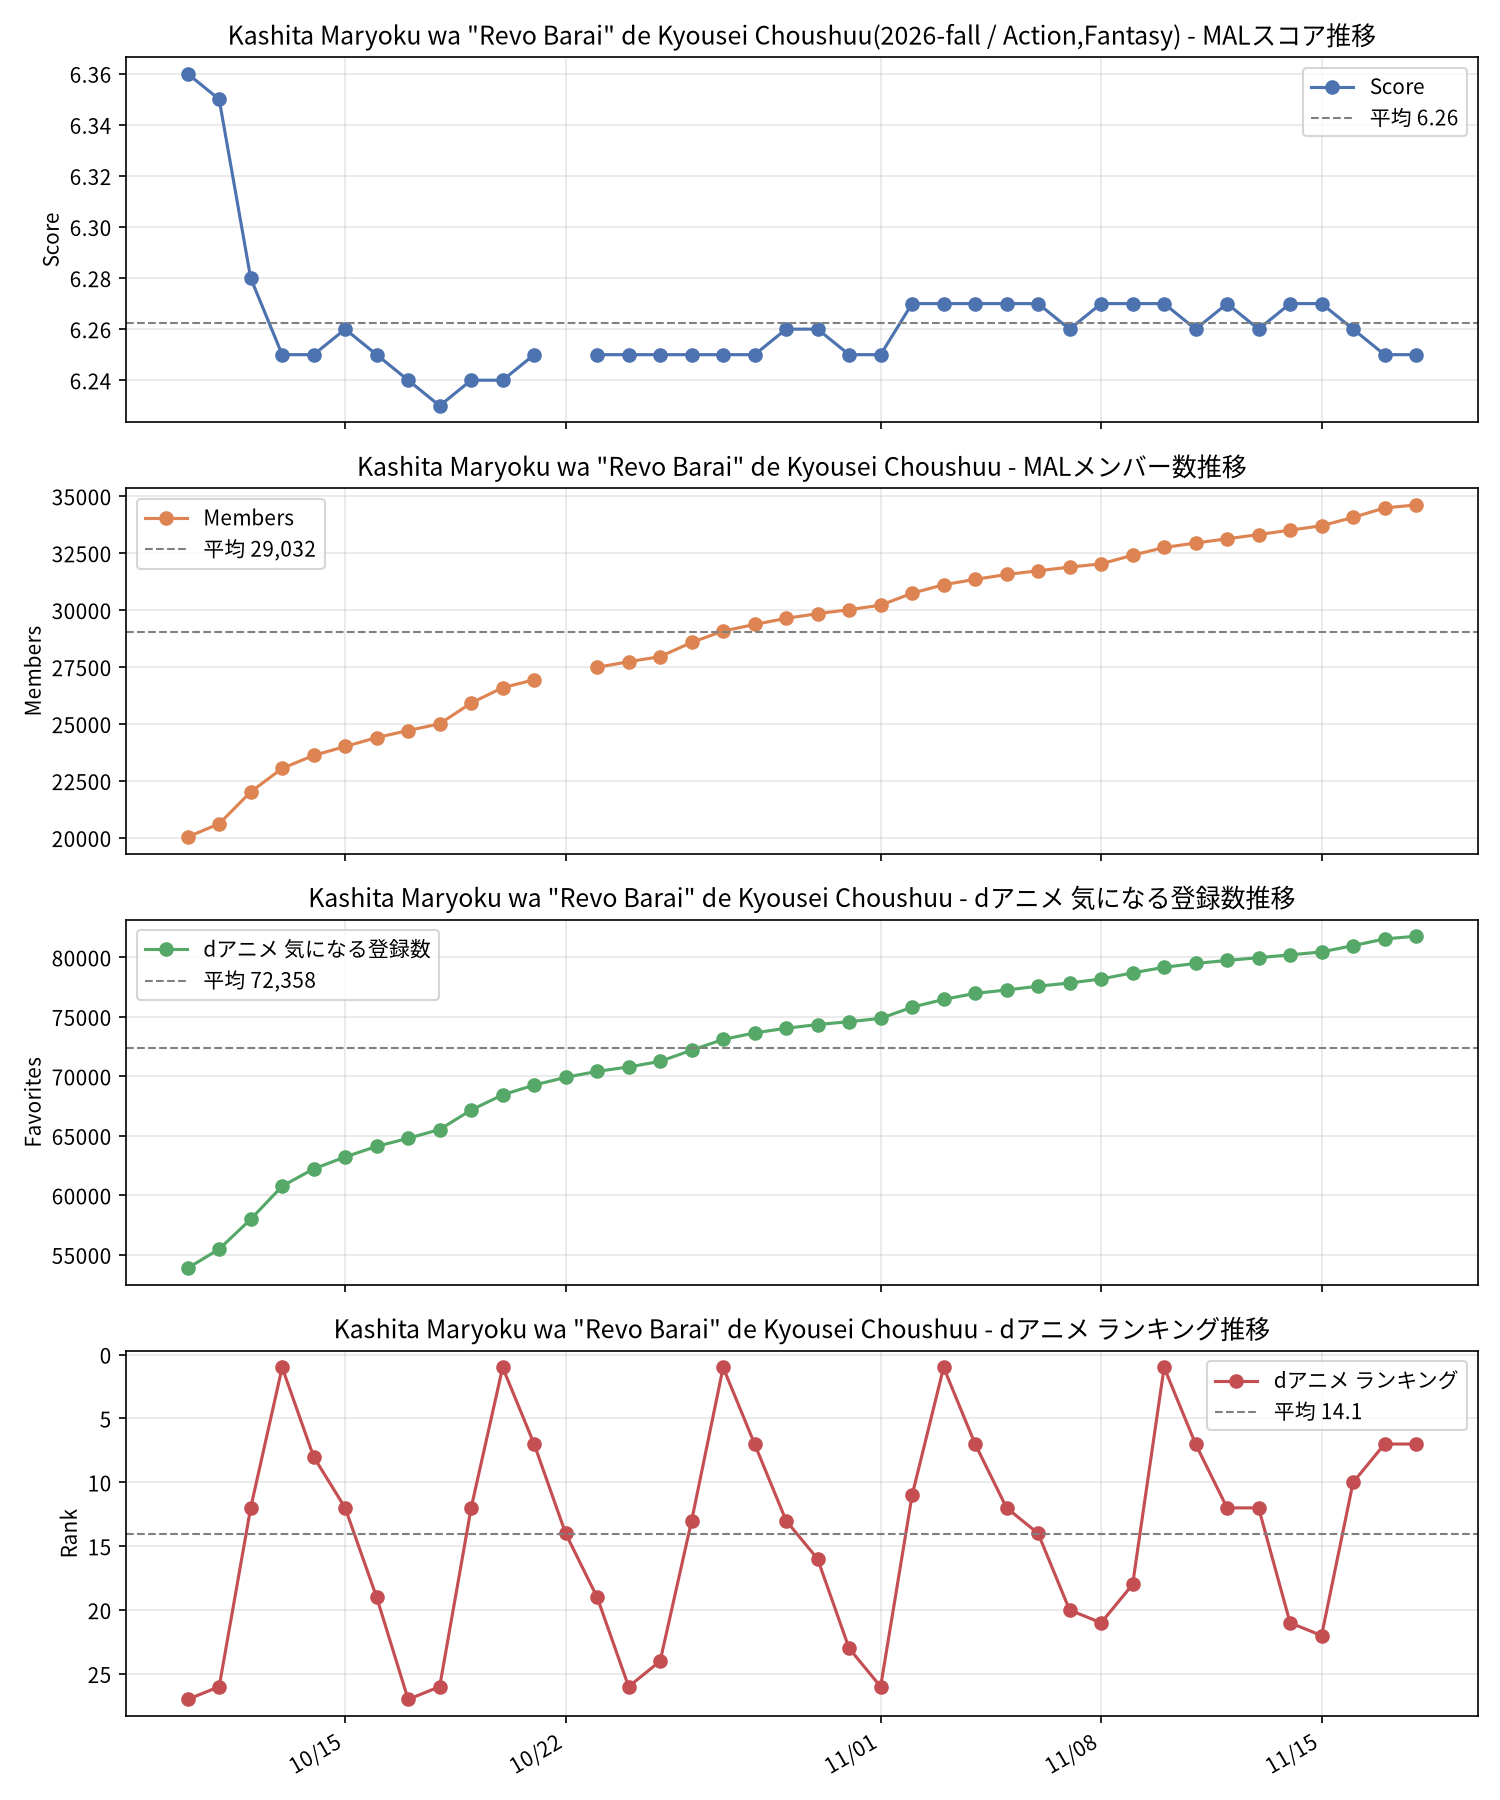 Kashita Maryoku wa "Revo Barai" de Kyousei Choushuu(2026-fall / Action,Fantasy) - MALスコア推移
6.36
6.34
6.32
6.30
6.28
6.26
6.24
Score
Score
平均 6.26
Kashita Maryoku wa "Revo Barai" de Kyousei Choushuu - MALメンバー数推移
35000
32500
30000
27500
25000
22500
20000
Members
Members
平均 29,032
Kashita Maryoku wa "Revo Barai" de Kyousei Choushuu - dアニメ 気になる登録数推移
80000
75000
70000
65000
60000
55000
Favorites
dアニメ 気になる登録数
平均 72,358
Kashita Maryoku wa "Revo Barai" de Kyousei Choushuu - dアニメ ランキング推移
0
5
10
15
20
25
Rank
dアニメ ランキング
平均 14.1
10/15
10/22
11/01
11/08
11/15